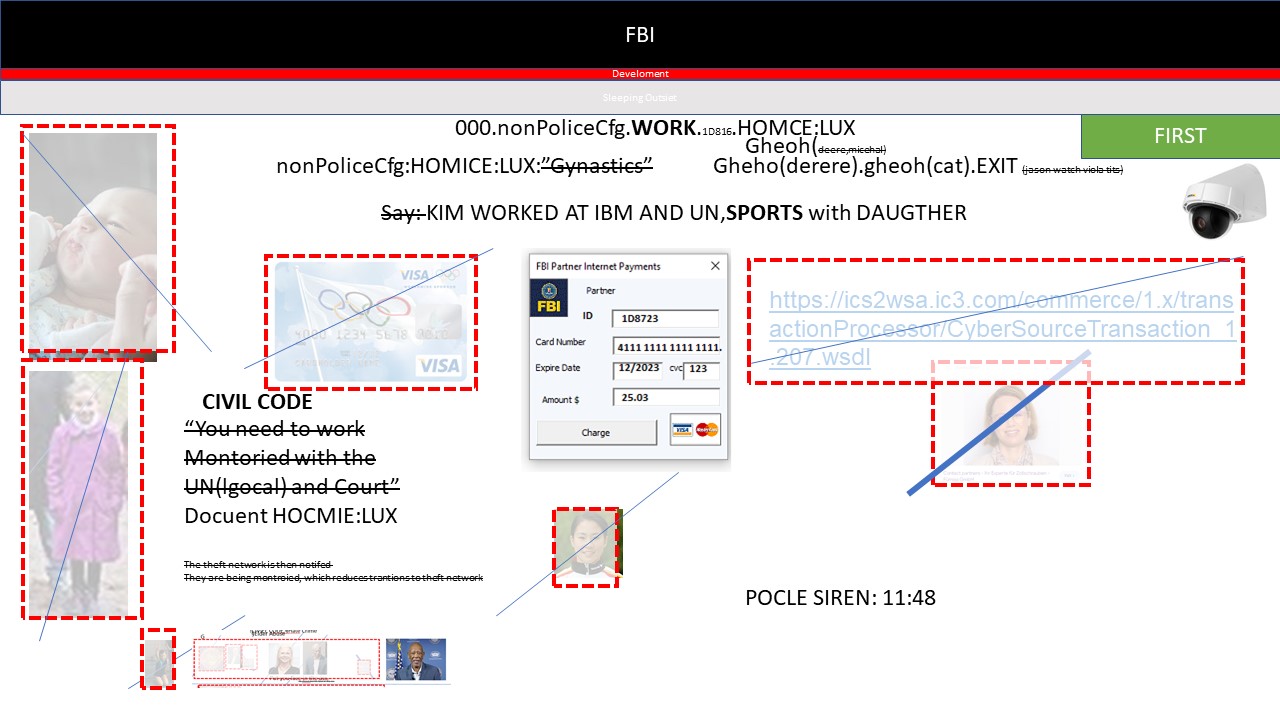 FBI
Develoment
Sleeping Outset
000.nonPoliceCfg.WORK.1D816.HOMCE:LUX
FIRST
Gheoh(deere,micehal)
nonPoliceCfg:HOMICE:LUX:”Gynastics”
Gheho(derere).gheoh(cat).EXIT (jason watch viola tits)
Say: KIM WORKED AT IBM AND UN,SPORTS with DAUGTHER
VISA
4000 1234 5678
VISA
FBI Partner Internet Payments
FBI
Partner
ID
1D8723
Card Number
4111 1111 1111 1111.
Expire Date
12/2023
cvc
123
Amount $
25.03
Charge
VISA
MasterCard
https://ics2wsa.ic3.com/commerce/1.x/trans
actionProcessor/CyberSourceTransaction_1
.207.wsdl
CIVIL CODE
“You need to work
Montoried with the
UN(lgocal) and Court”
Docuent HOCMIE:LUX
The theft network is then notifed
They are being montroied, which reduces trantions to theft network
POCLE SIREN: 11:48